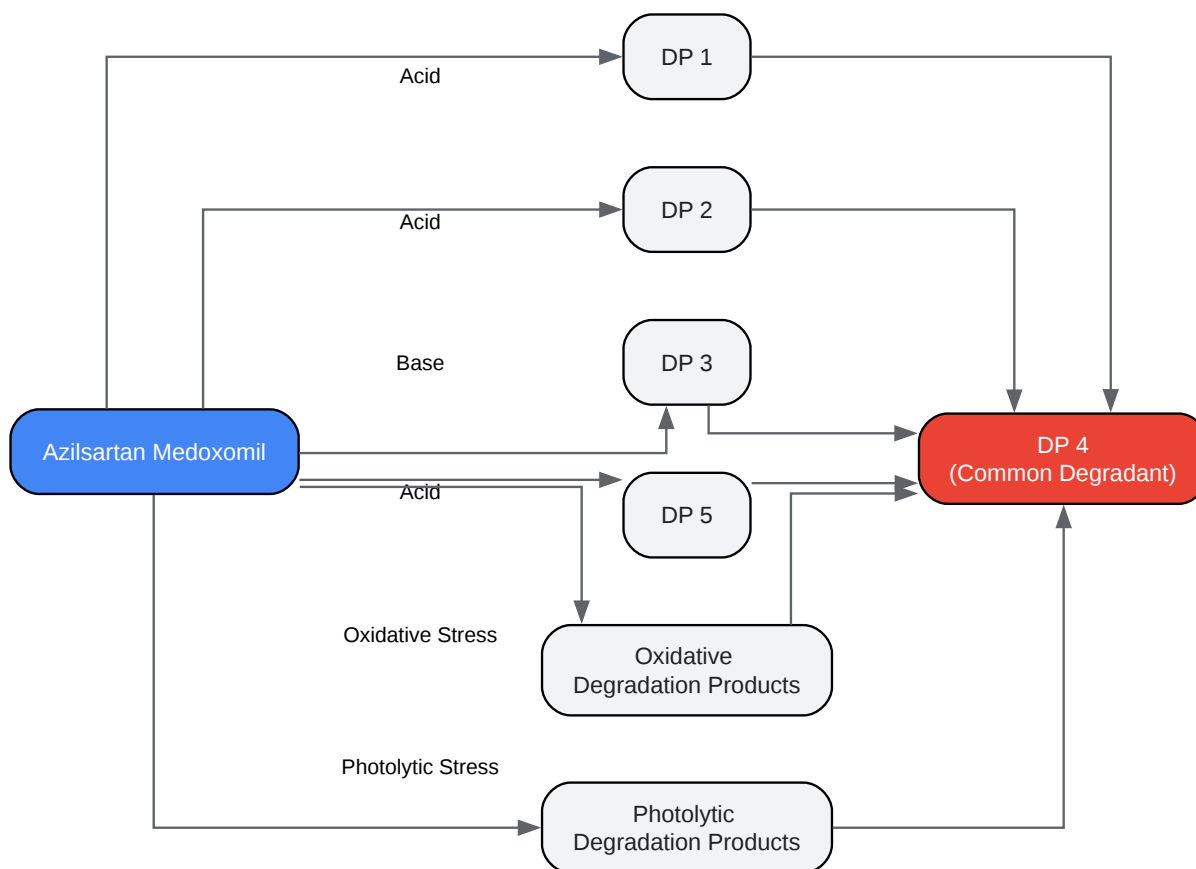 DP 1
Acid
DP 2
Acid
Base
DP 3
Azilsartan Medoxomil
DP 4
(Common Degradant)
Acid
DP 5
Oxidative Stress
Oxidative
Degradation Products
Photolytic Stress
Photolytic
Degradation Products